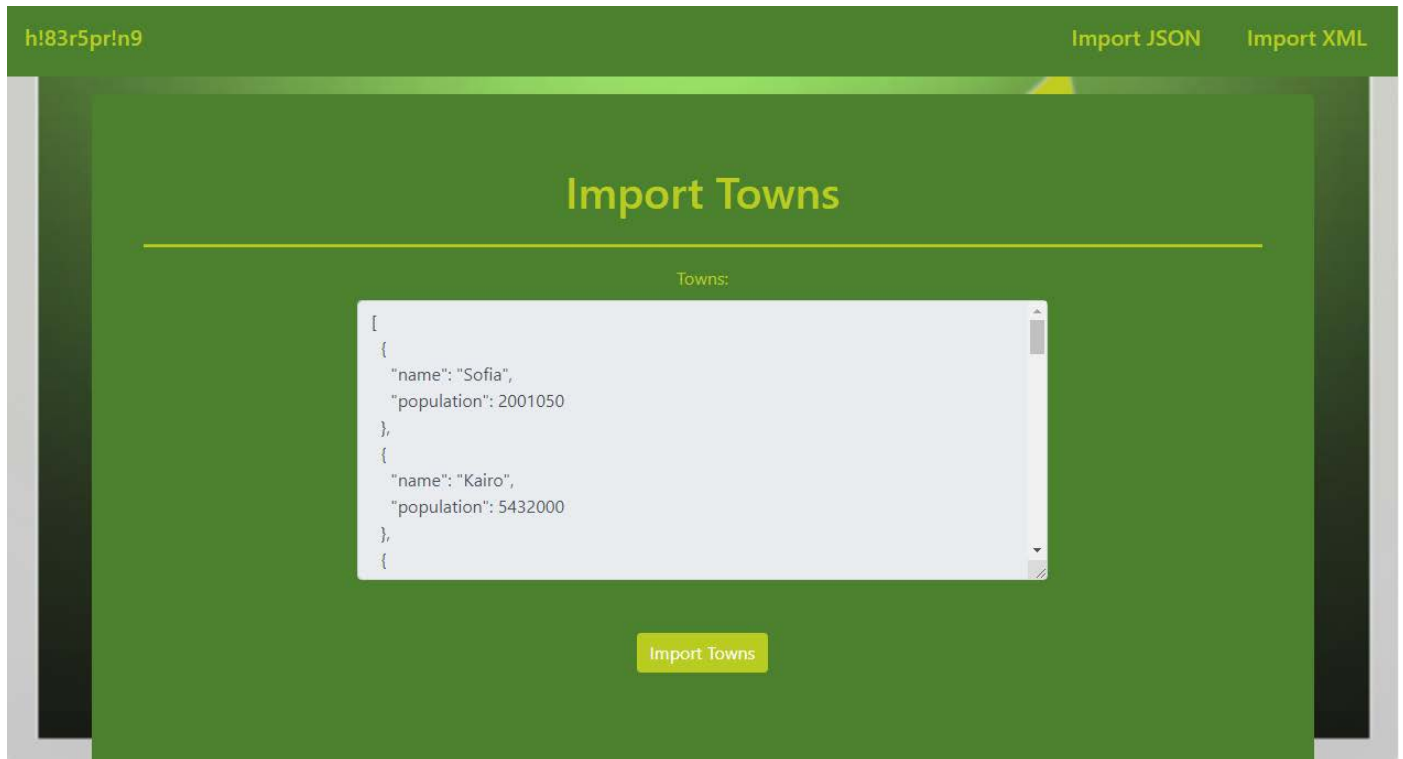 h!83r5pr!n9 Import JSON Import XML
Import Towns
Towns:
[
{
"name": "Sofia",
"population": 2001050
},
{
"name": "Kairo",
"population": 5432000
},
{
Import Towns